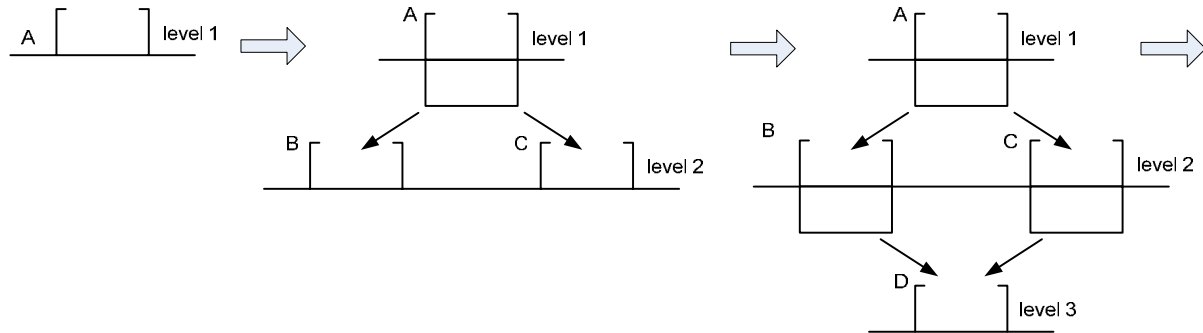 A level 1
A
level 1
B C level 2
A
level 1
B
C level 2
D
level 3